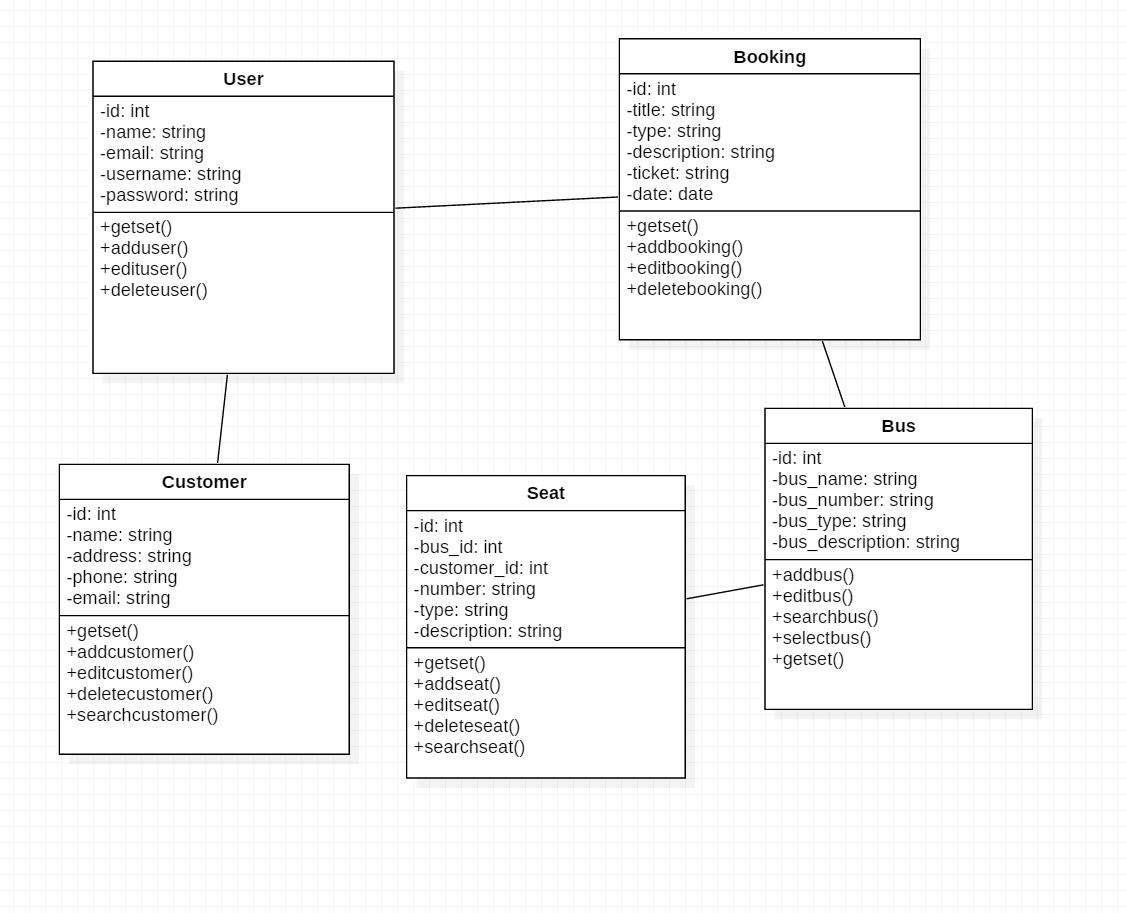 User
-id: int
-name: string
-email: string
-username: string
-password: string
+getset()
+adduser()
+edituser()
+deleteuser()
Booking
-id: int
-title: string
-type: string
-description: string
-ticket: string
-date: date
+getset()
+addbooking()
+editbooking()
+deletebooking()
Customer
-id: int
-name: string
-address: string
-phone: string
-email: string
+getset()
+addcustomer()
+editcustomer()
+deletecustomer()
+searchcustomer()
Seat
-id: int
-bus_id: int
-customer_id: int
-number: string
-type: string
-description: string
+getset()
+addseat()
+editseat()
+deleteseat()
+searchseat()
Bus
-id: int
-bus_name: string
-bus_number: string
-bus_type: string
-bus_description: string
+addbus()
+editbus()
+searchbus()
+selectbus()
+getset()